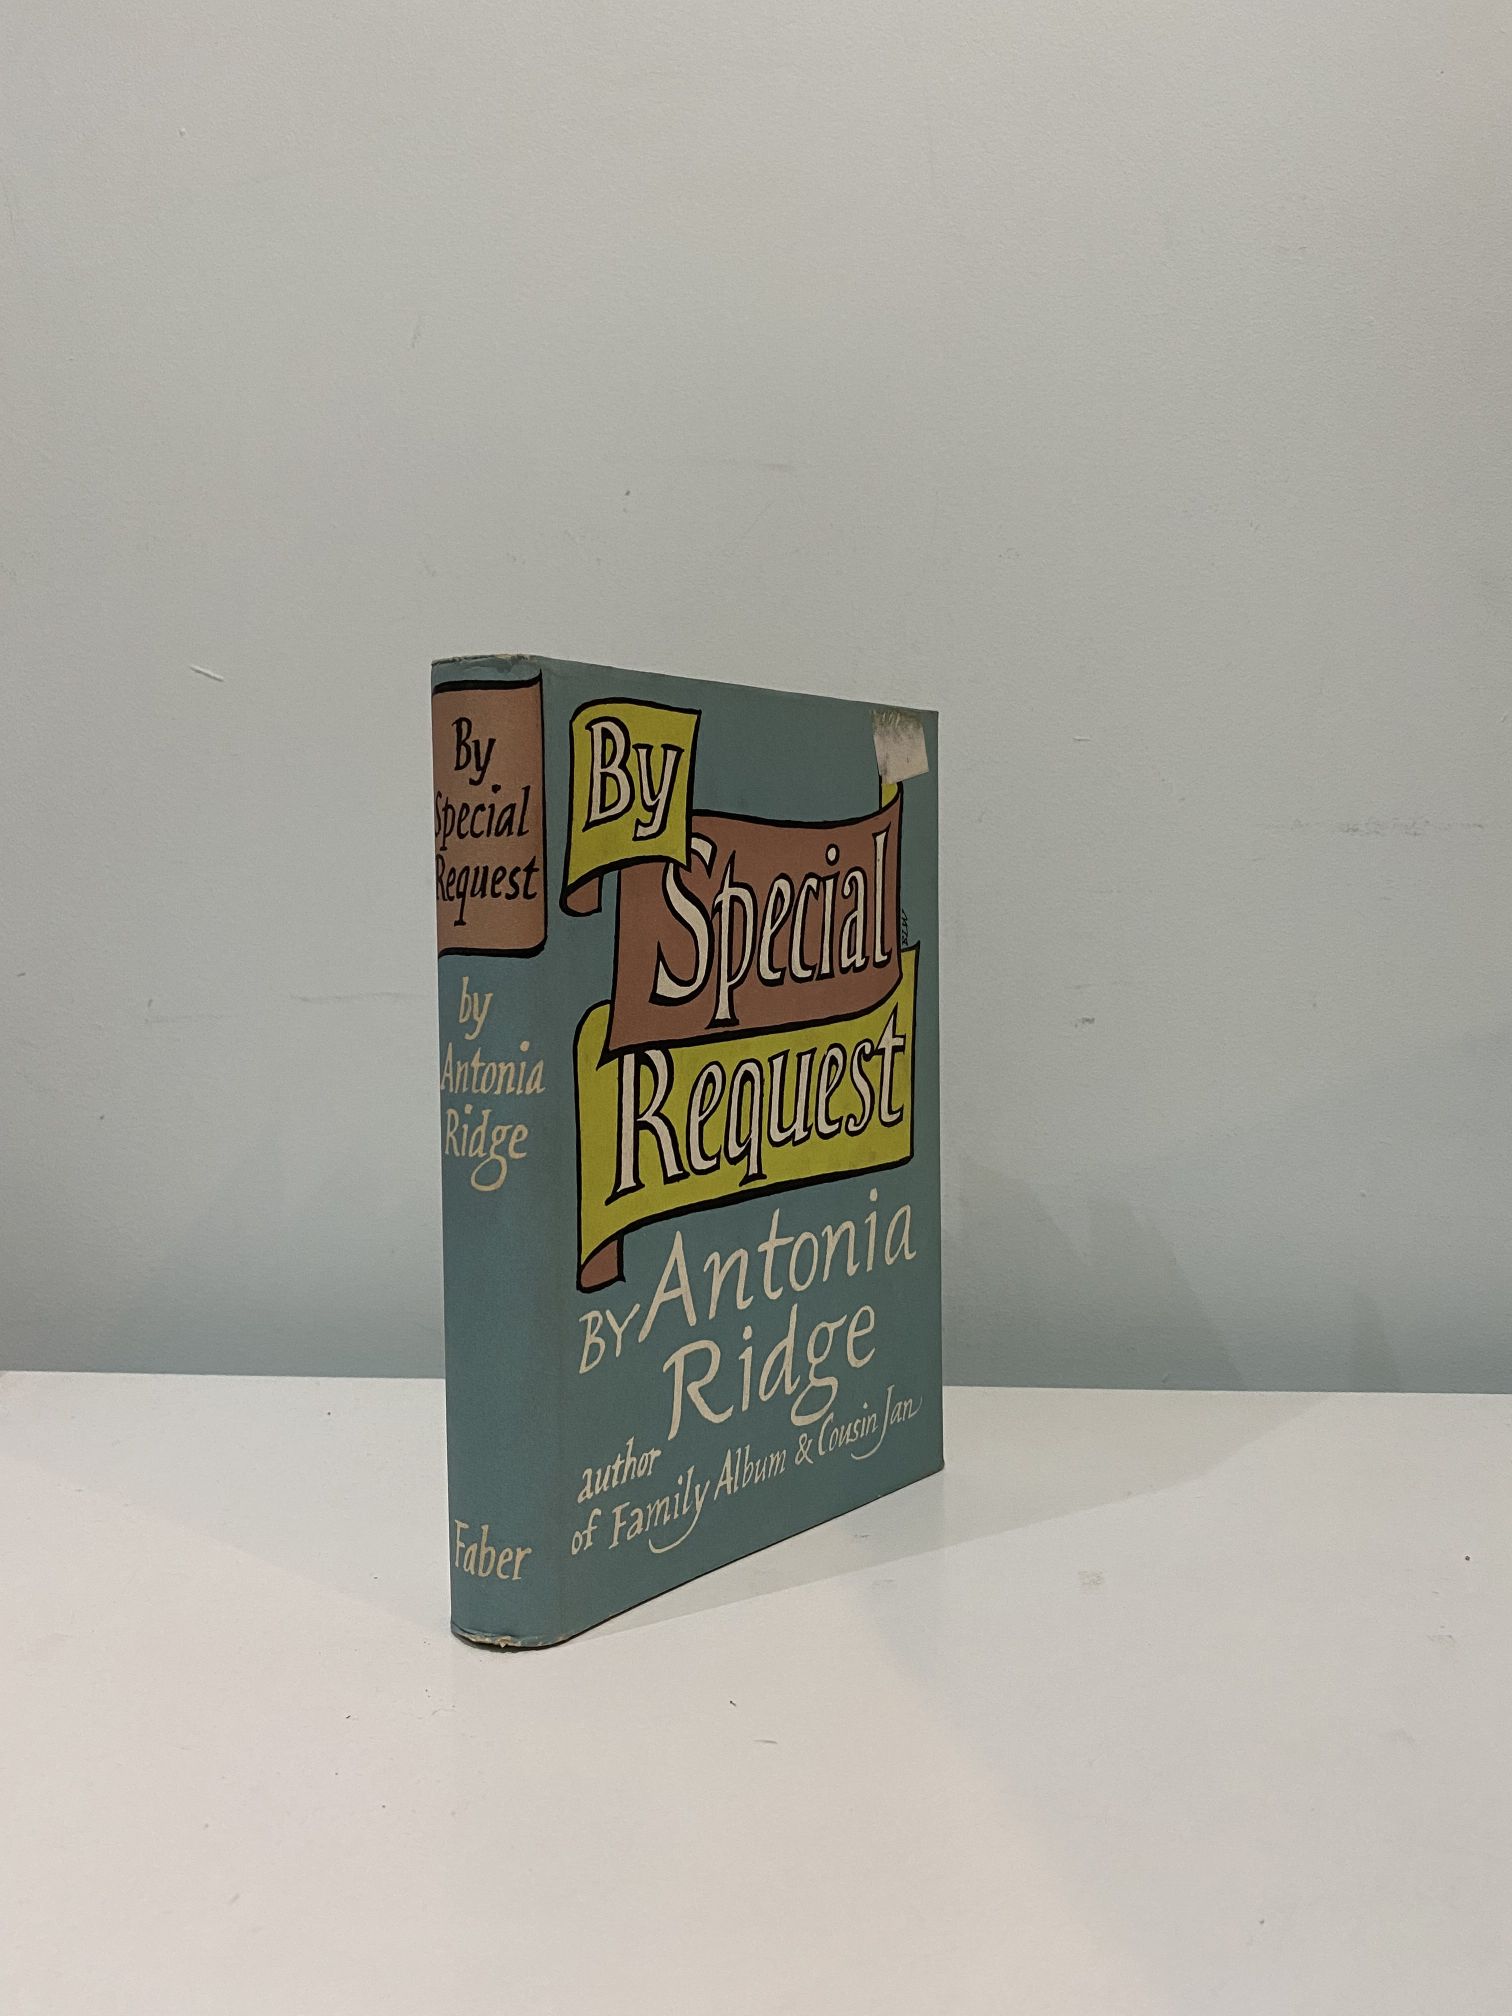 By
Special
Request
by
Antonia
Ridge
Faber
By
Special
Request
BY Antonia
Ridge
author
of Family Album & Cousin Jan